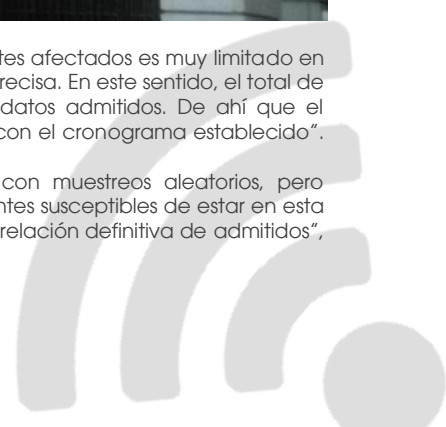 tes afectados es muy limitado en
recisa. En este sentido, el total de
datos admitidos. De ahí que el
con el cronograma establecido”.
con muestreos aleatorios, pero
ntes susceptibles de estar en esta
relación definitiva de admitidos”,